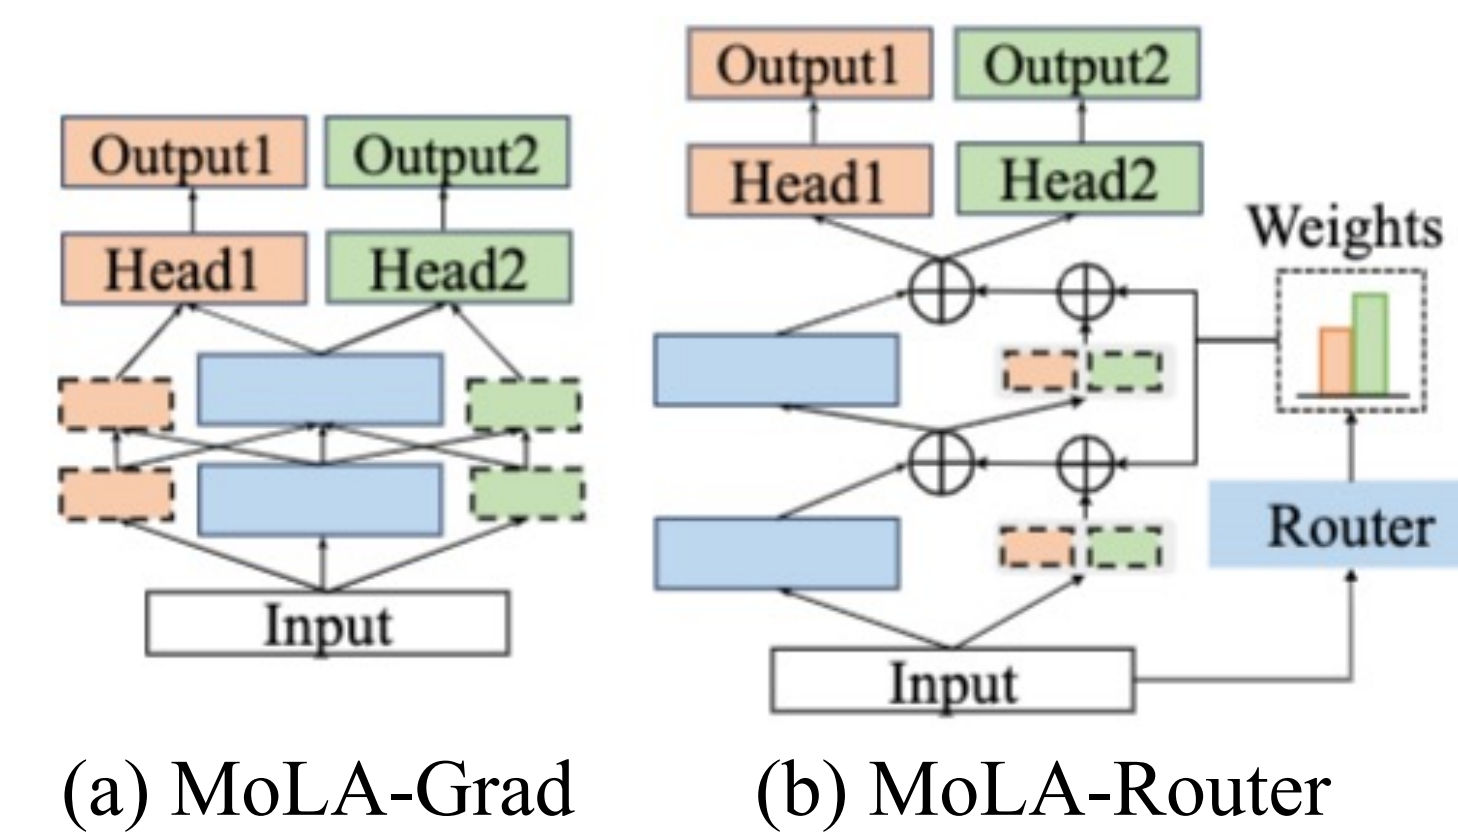 Output1
Output2
Head1
Head2
Input
(a) MoLA-Grad
Output1
Output2
Head1
Head2
Weights
Router
Input
(b) MoLA-Router